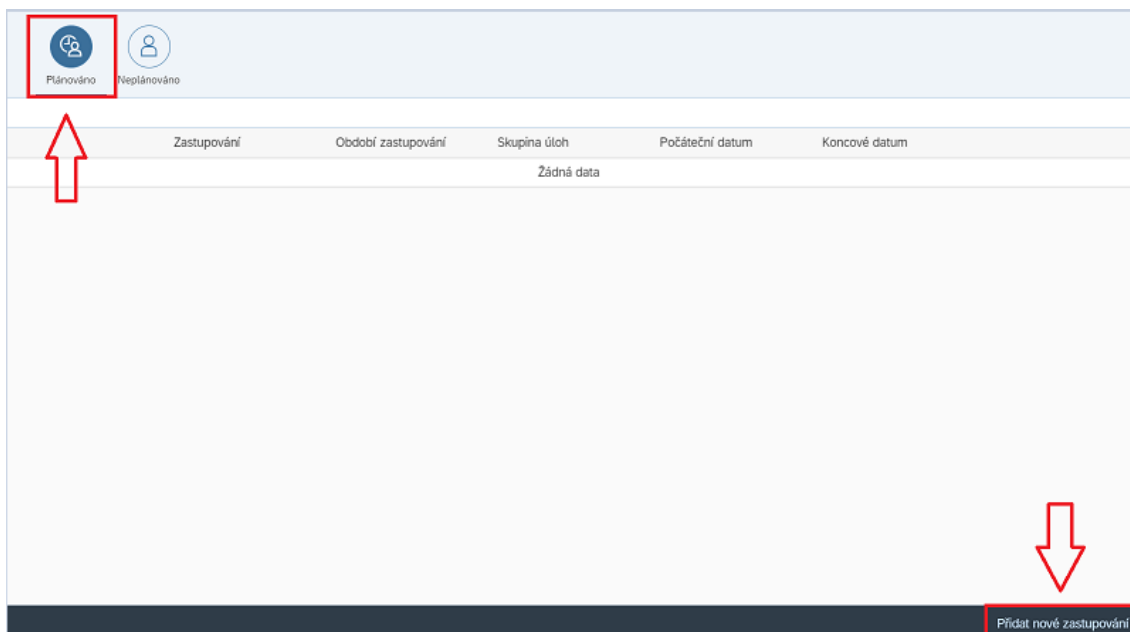 Plánováno Neplánováno
Zastupování Období zastupování Skupina úloh Počáteční datum Koncové datum
Žádná data
Přidat nové zastupování